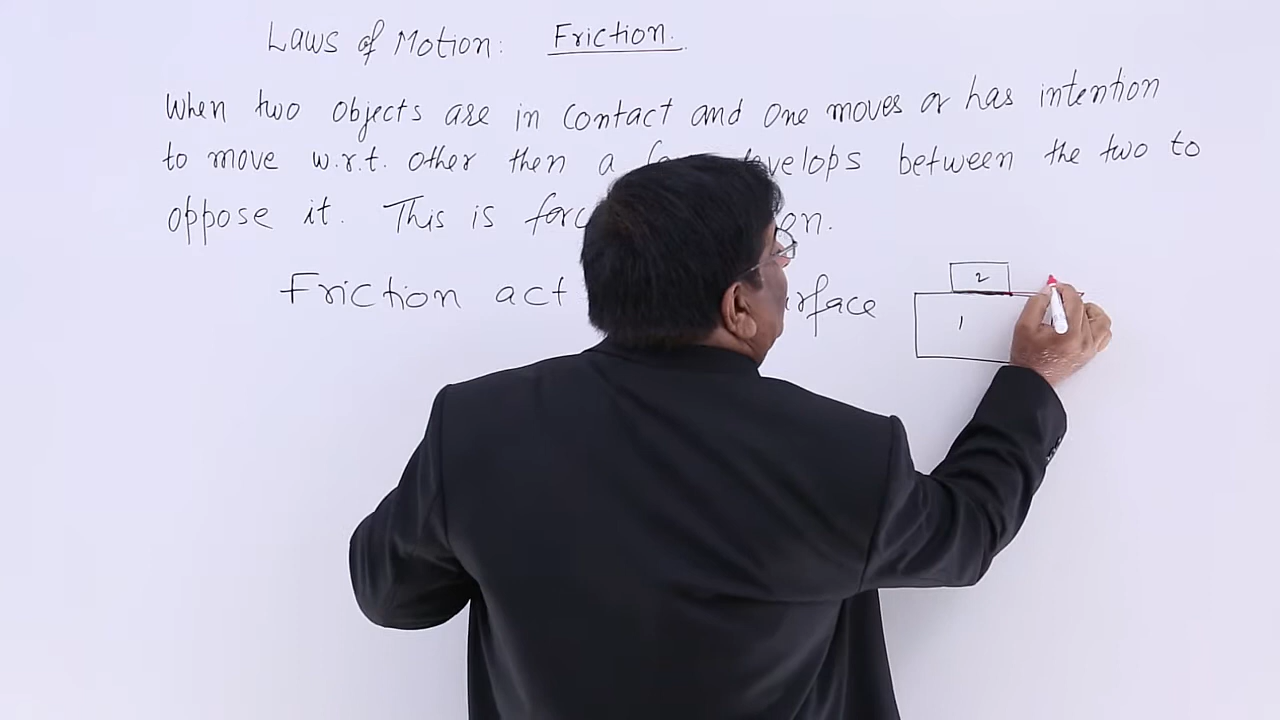 Laws of Motion: Friction.
When two objects are in contact and one moves or has intention
to move w.r.t. other then a develops between the two to
oppose it. This is
Friction act
2
1